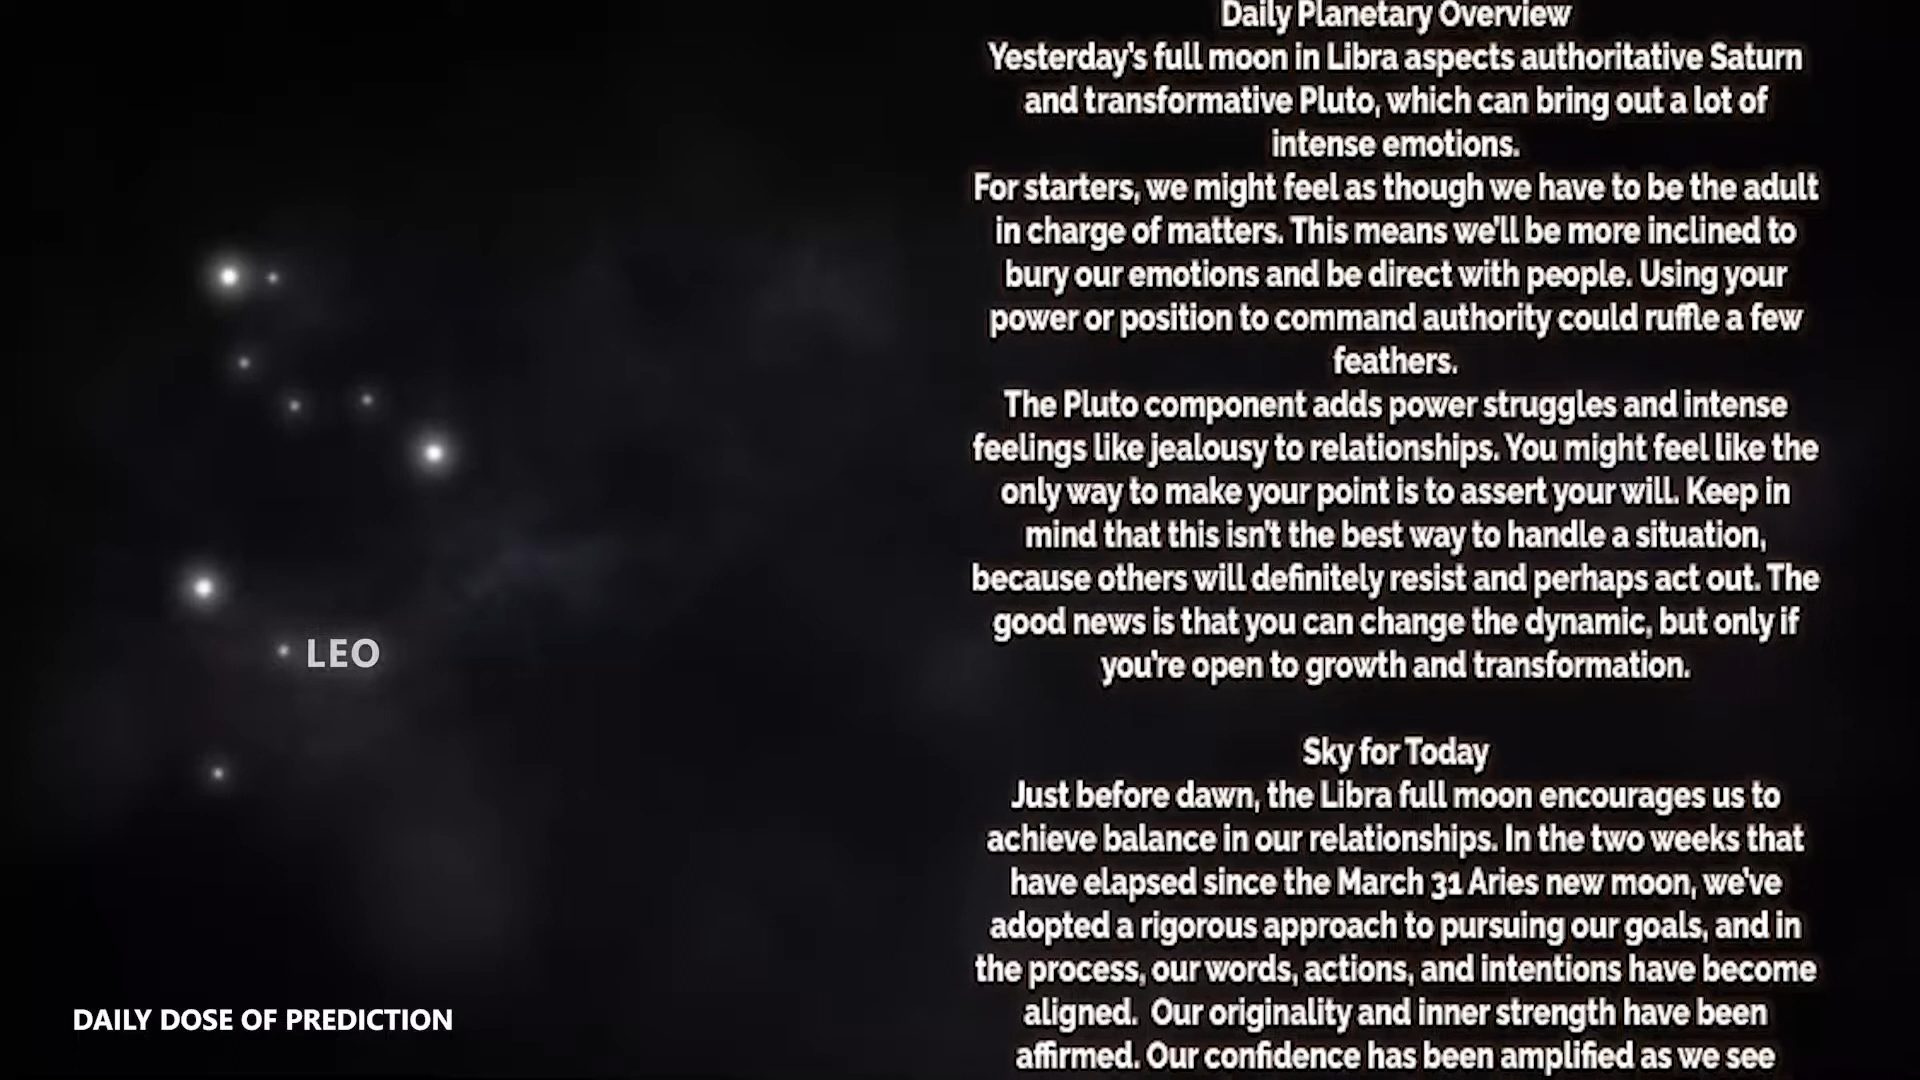 Daily Planetary Overview
Yesterday's full moon in Libra aspects authoritative Saturn
and transformative Pluto, which can bring out a lot of
intense emotions.
For starters, we might feel as though we have to be the adult
in charge of matters. This means we'll be more inclined to
bury our emotions and be direct with people. Using your
power or position to command authority could ruffle a few
feathers.
The Pluto component adds power struggles and intense
feelings like jealousy to relationships. You might feel like the
only way to make your point is to assert your will. Keep in
mind that this isn't the best way to handle a situation,
because others will definitely resist and perhaps act out. The
good news is that you can change the dynamic, but only if
you're open to growth and transformation.
Sky for Today
Just before dawn, the Libra full moon encourages us to
achieve balance in our relationships. In the two weeks that
have elapsed since the March 31 Aries new moon, we've
adopted a rigorous approach to pursuing our goals, and in
the process, our words, actions, and intentions have become
aligned.  Our originality and inner strength have been
affirmed. Our confidence has been amplified as we see
LEO
DAILY DOSE OF PREDICTION